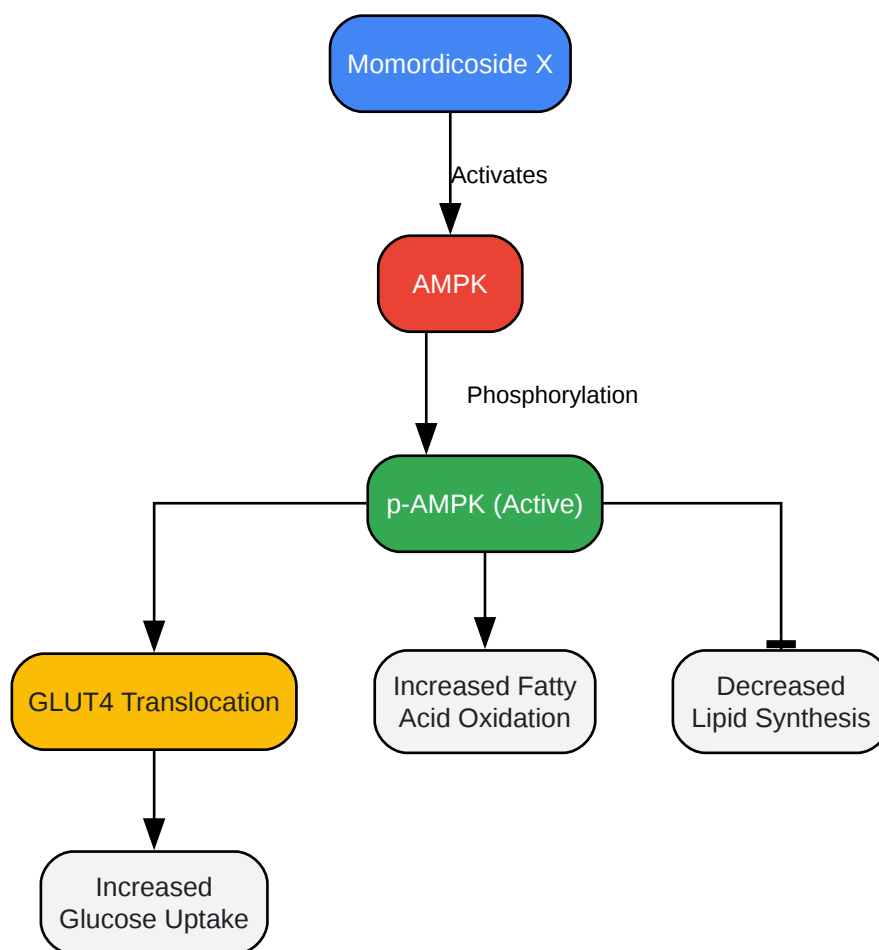 Momordicoside X
Activates
AMPK
Phosphorylation
p-AMPK (Active)
GLUT4 Translocation
Increased Fatty
Acid Oxidation
Decreased
Lipid Synthesis
Increased
Glucose Uptake